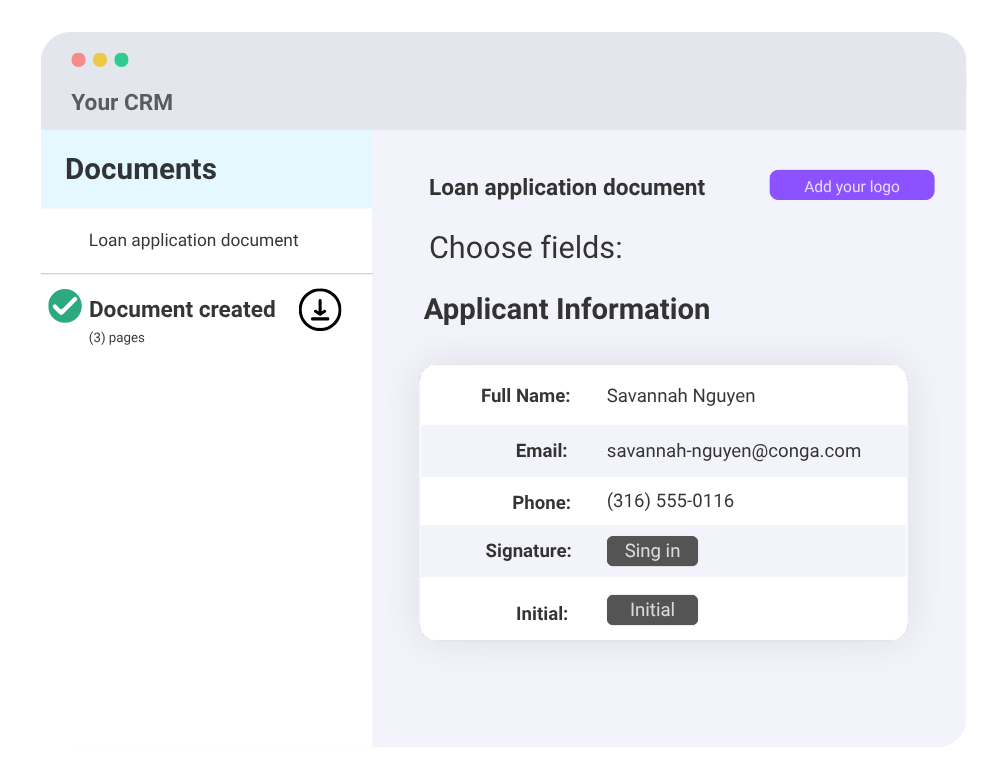 Your CRM
Documents
Loan application document
Document created
(3) pages
Loan application document
Add your logo
Choose fields:
Applicant Information
Full Name: Savannah Nguyen
Email: savannah-nguyen@conga.com
Phone: (316) 555-0116
Signature: Sing in
Initial: Initial